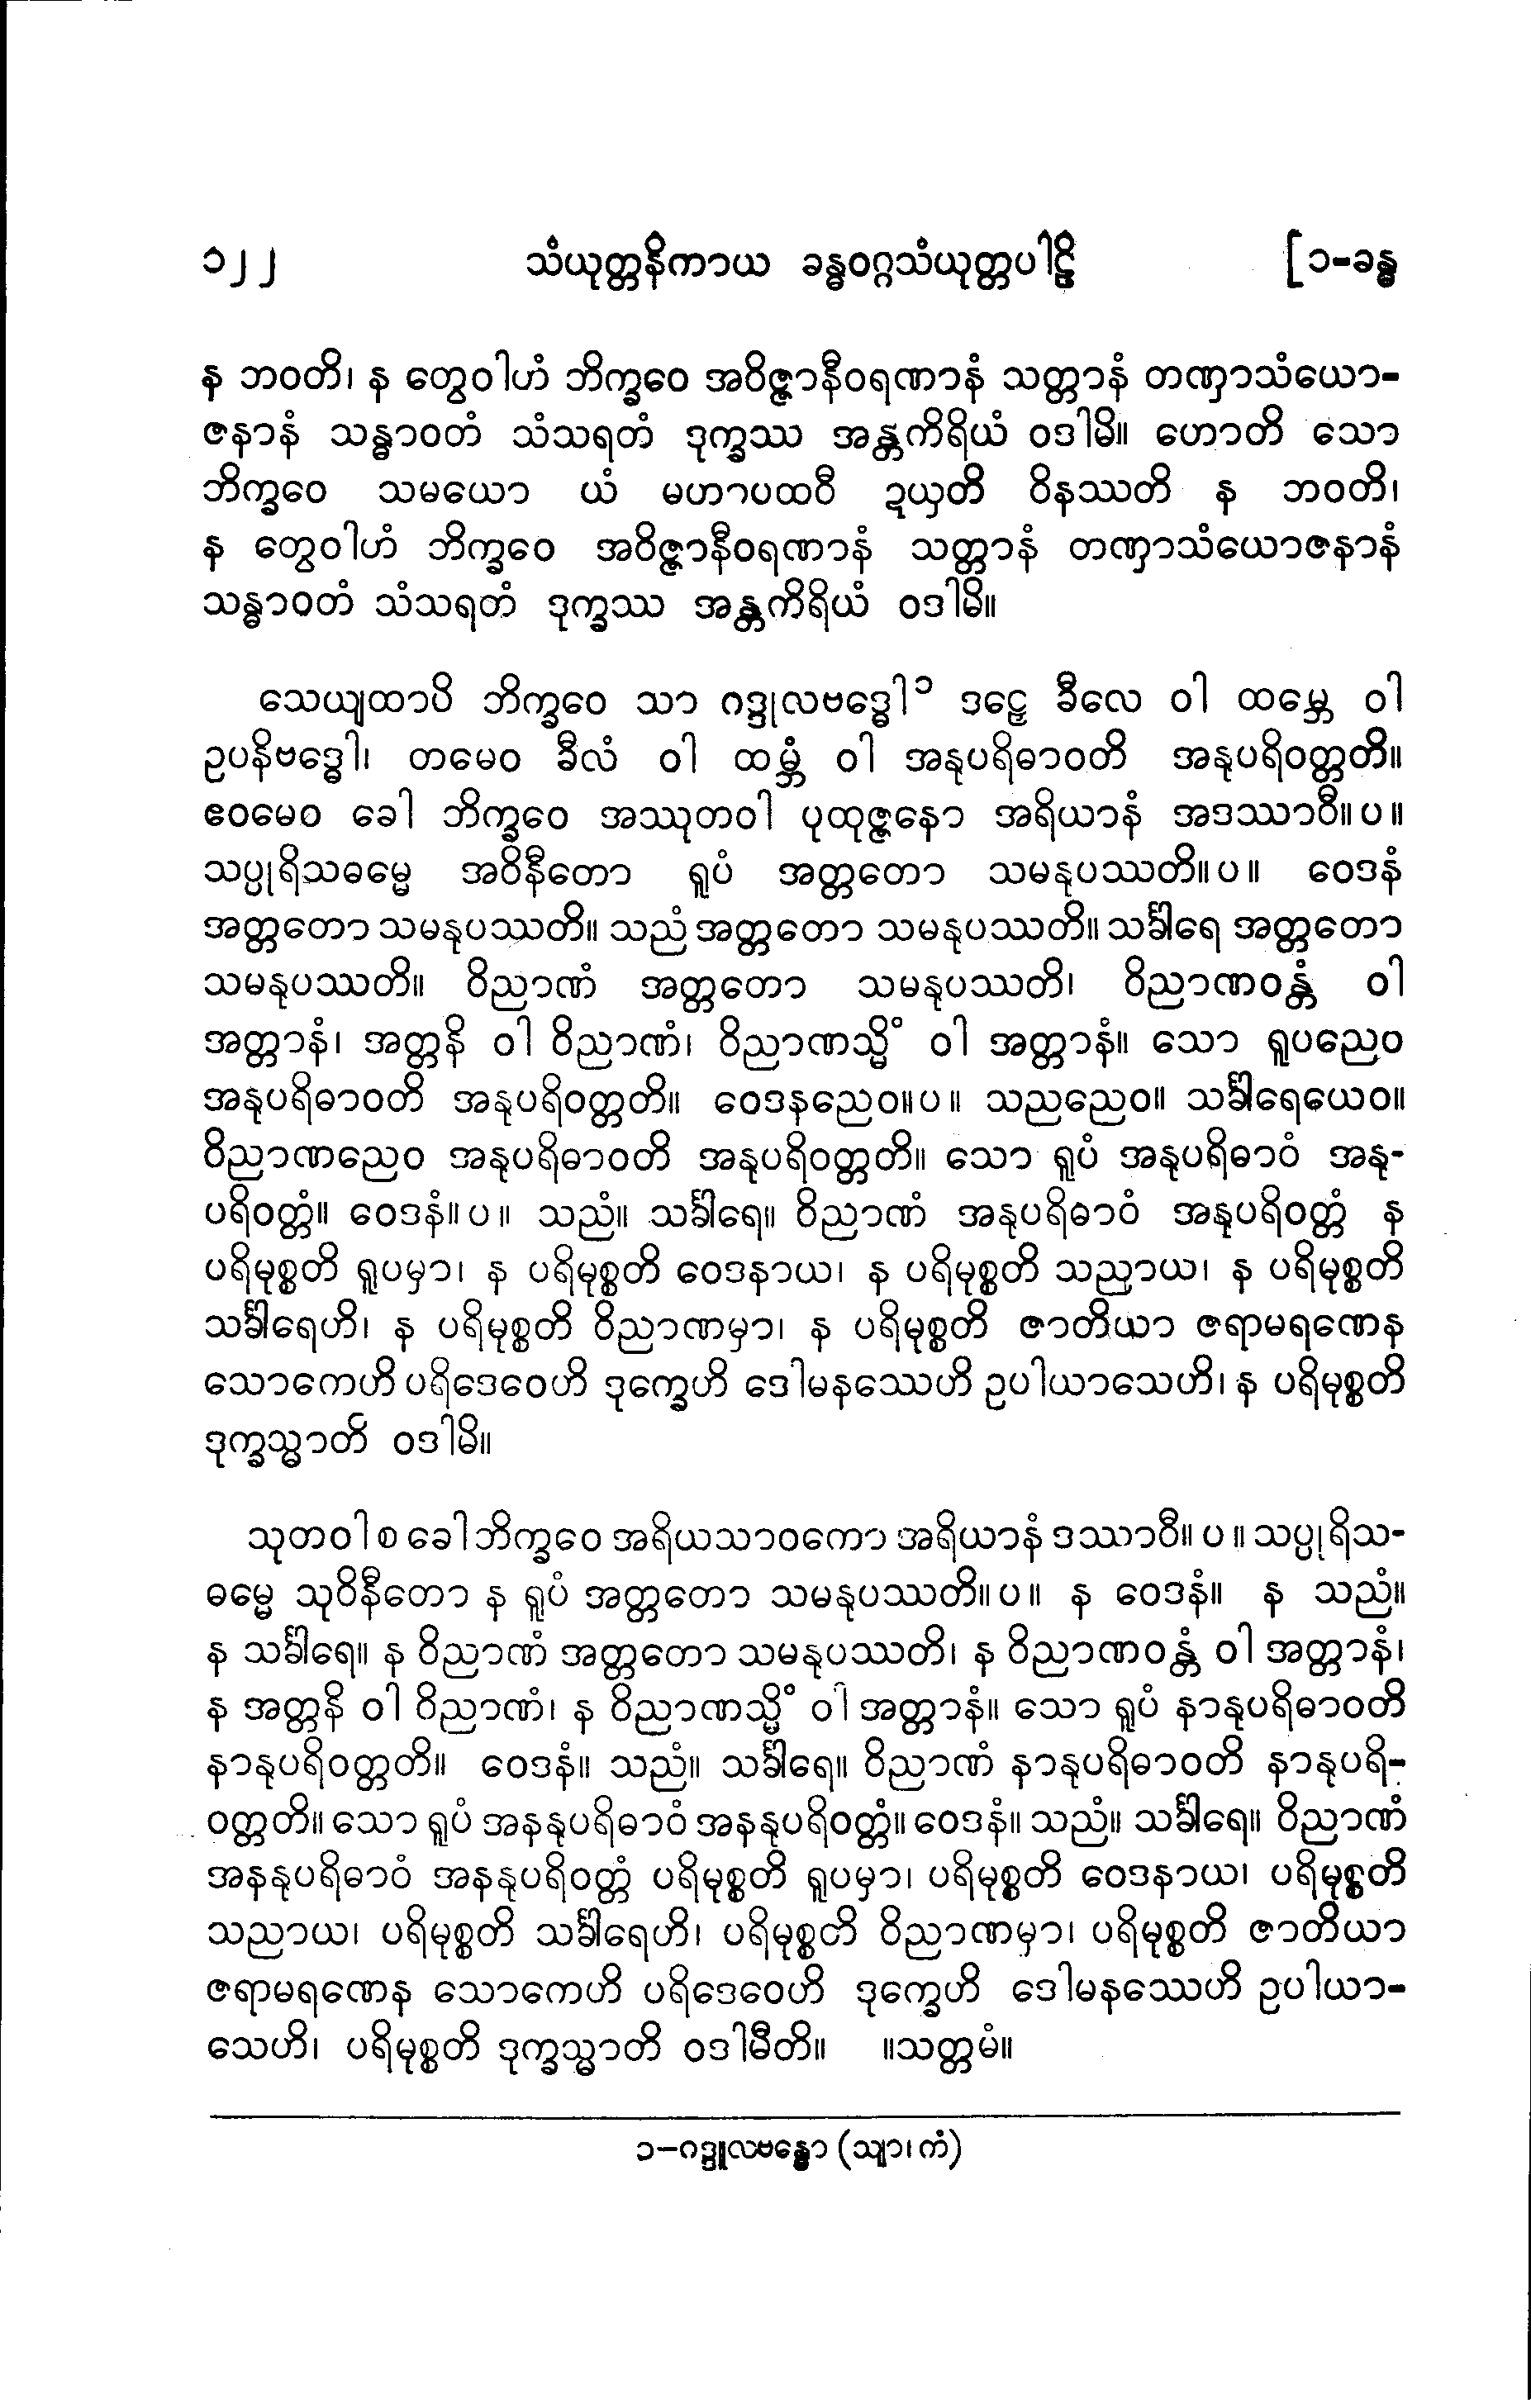 ၁၂၂ သံယုတ္တနိကာယ ခန္ဓဝဂ္ဂသံယုတ္တပါဠိ [၁-ခန္ဓ
န ဘဝတိ၊ န တွေဝါဟံ ဘိက္ခဝေ အဝိဇ္ဇာနီဝရဏာနံ သတ္တာနံ တဏှာသံယော-
ဇနာနံ သန္ဓာဝတံ သံသရတံ ဒုက္ခဿ အန္တကိရိယံ ဝဒါမိ။ ဟောတိ သော
ဘိက္ခဝေ သမယော ယံ မဟာပထဝီ ဍယှတိ ဝိနဿတိ န ဘဝတိ၊
န တွေဝါဟံ ဘိက္ခဝေ အဝိဇ္ဇာနီဝရဏာနံ သတ္တာနံ တဏှာသံယောဇနာနံ
သန္ဓာဝတံ သံသရတံ ဒုက္ခဿ အန္တကိရိယံ ဝဒါမိ။
သေယျထာပိ ဘိက္ခဝေ သာ ဂဒ္ဒုလဗဒ္ဓေါ၁ ဒဠှေ ခီလေ ဝါ ထမ္ဘေ ဝါ
ဥပနိဗဒ္ဓေါ၊ တမေဝ ခီလံ ဝါ ထမ္ဘံ ဝါ အနုပရိဓာဝတိ အနုပရိဝတ္တတိ။
ဧဝမေဝ ခေါ ဘိက္ခဝေ အဿုတဝါ ပုထုဇ္ဇနော အရိယာနံ အဒဿာဝီ။ပ။
သပ္ပုရိသဓမ္မေ အဝိနီတော ရူပံ အတ္တတော သမနုပဿတိ။ပ။ ဝေဒနံ
အတ္တတော သမနုပဿတိ။ သညံ အတ္တတော သမနုပဿတိ။ သင်္ခါရေ အတ္တတော
သမနုပဿတိ။ ဝိညာဏံ အတ္တတော သမနုပဿတိ၊ ဝိညာဏဝန္တံ ဝါ
အတ္တာနံ၊ အတ္တနိ ဝါ ဝိညာဏံ၊ ဝိညာဏသ္မိံ ဝါ အတ္တာနံ။ သော ရူပညေဝ
အနုပရိဓာဝတိ အနုပရိဝတ္တတိ။ ဝေဒနညေဝ။ပ။ သညညေဝ။ သင်္ခါရေယေဝ။
ဝိညာဏညေဝ အနုပရိဓာဝတိ အနုပရိဝတ္တတိ။ သော ရူပံ အနုပရိဓာဝံ အနု-
ပရိဝတ္တံ။ ဝေဒနံ။ပ။ သညံ။ သင်္ခါရေ။ ဝိညာဏံ အနုပရိဓာဝံ အနုပရိဝတ္တံ န
ပရိမုစ္စတိ ရူပမှာ၊ န ပရိမုစ္စတိ ဝေဒနာယ၊ န ပရိမုစ္စတိ သညာယ၊ န ပရိမုစ္စတိ
သင်္ခါရေဟိ၊ န ပရိမုစ္စတိ ဝိညာဏမှာ၊ န ပရိမုစ္စတိ ဇာတိယာ ဇရာမရဏေန
သောကေဟိ ပရိဒေဝေဟိ ဒုက္ခေဟိ ဒေါမနဿေဟိ ဥပါယာသေဟိ၊ န ပရိမုစ္စတိ
ဒုက္ခသ္မာတိ ဝဒါမိ။
သုတဝါ စ ခေါ ဘိက္ခဝေ အရိယသာဝကော အရိယာနံ ဒဿာဝီ။ပ။ သပ္ပုရိသ-
ဓမ္မေ သုဝိနီတော န ရူပံ အတ္တတော သမနုပဿတိ။ပ။ န ဝေဒနံ။ န သညံ။
န သင်္ခါရေ။ န ဝိညာဏံ အတ္တတော သမနုပဿတိ၊ န ဝိညာဏဝန္တံ ဝါ အတ္တာနံ၊
န အတ္တနိ ဝါ ဝိညာဏံ၊ န ဝိညာဏသ္မိံ ဝါ အတ္တာနံ။ သော ရူပံ နာနုပရိဓာဝတိ
နာနုပရိဝတ္တတိ။ ဝေဒနံ။ သညံ။ သင်္ခါရေ။ ဝိညာဏံ နာနုပရိဓာဝတိ နာနုပရိ-
ဝတ္တတိ။ သော ရူပံ အနနုပရိဓာဝံ အနနုပရိဝတ္တံ။ ဝေဒနံ။ သညံ။ သင်္ခါရေ။ ဝိညာဏံ
အနနုပရိဓာဝံ အနနုပရိဝတ္တံ ပရိမုစ္စတိ ရူပမှာ၊ ပရိမုစ္စတိ ဝေဒနာယ၊ ပရိမုစ္စတိ
သညာယ၊ ပရိမုစ္စတိ သင်္ခါရေဟိ၊ ပရိမုစ္စတိ ဝိညာဏမှာ၊ ပရိမုစ္စတိ ဇာတိယာ
ဇရာမရဏေန သောကေဟိ ပရိဒေဝေဟိ ဒုက္ခေဟိ ဒေါမနဿေဟိ ဥပါယာ-
သေဟိ၊ ပရိမုစ္စတိ ဒုက္ခသ္မာတိ ဝဒါမီတိ။ ။သတ္တမံ။
၁-ဂဒ္ဒူလဗန္ဓော (သျာ၊ကံ)